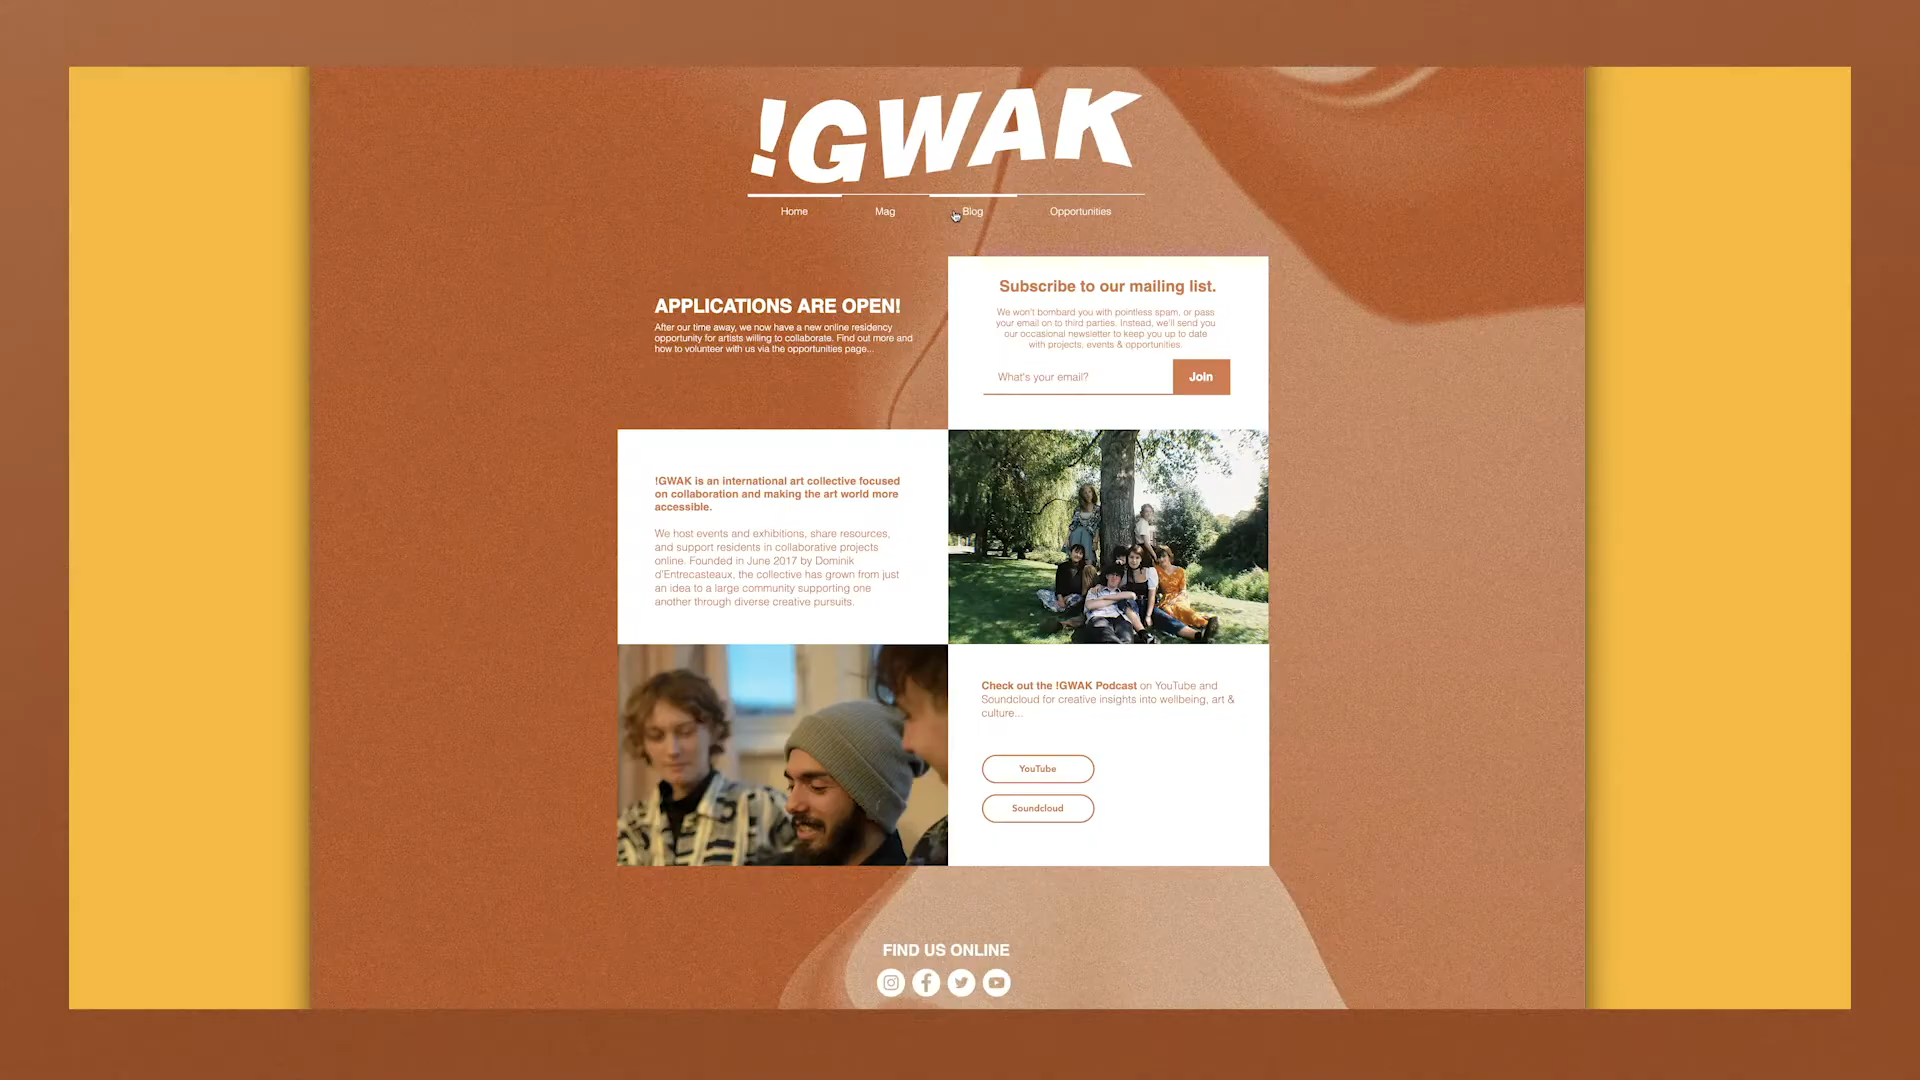 !GWAK
Home Mag Blog Opportunities
APPLICATIONS ARE OPEN!
After our time away, we now have a new online residency
opportunity for artists willing to collaborate. Find out more and
how to volunteer with us via the opportunities page...
Subscribe to our mailing list.
We won't bombard you with pointless spam, or pass
your email on to third parties. Instead, we'll send you
our occasional newsletter to keep you up to date
with projects, events & opportunities.
What's your email? Join
!GWAK is an international art collective focused
on collaboration and making the art world more
accessible.
We host events and exhibitions, share resources,
and support residents in collaborative projects
online. Founded in June 2017 by Dominik
d'Entrecasteaux, the collective has grown from just
an idea to a large community supporting one
another through diverse creative pursuits.
Check out the !GWAK Podcast on YouTube and
Soundcloud for creative insights into wellbeing, art &
culture...
YouTube
Soundcloud
FIND US ONLINE